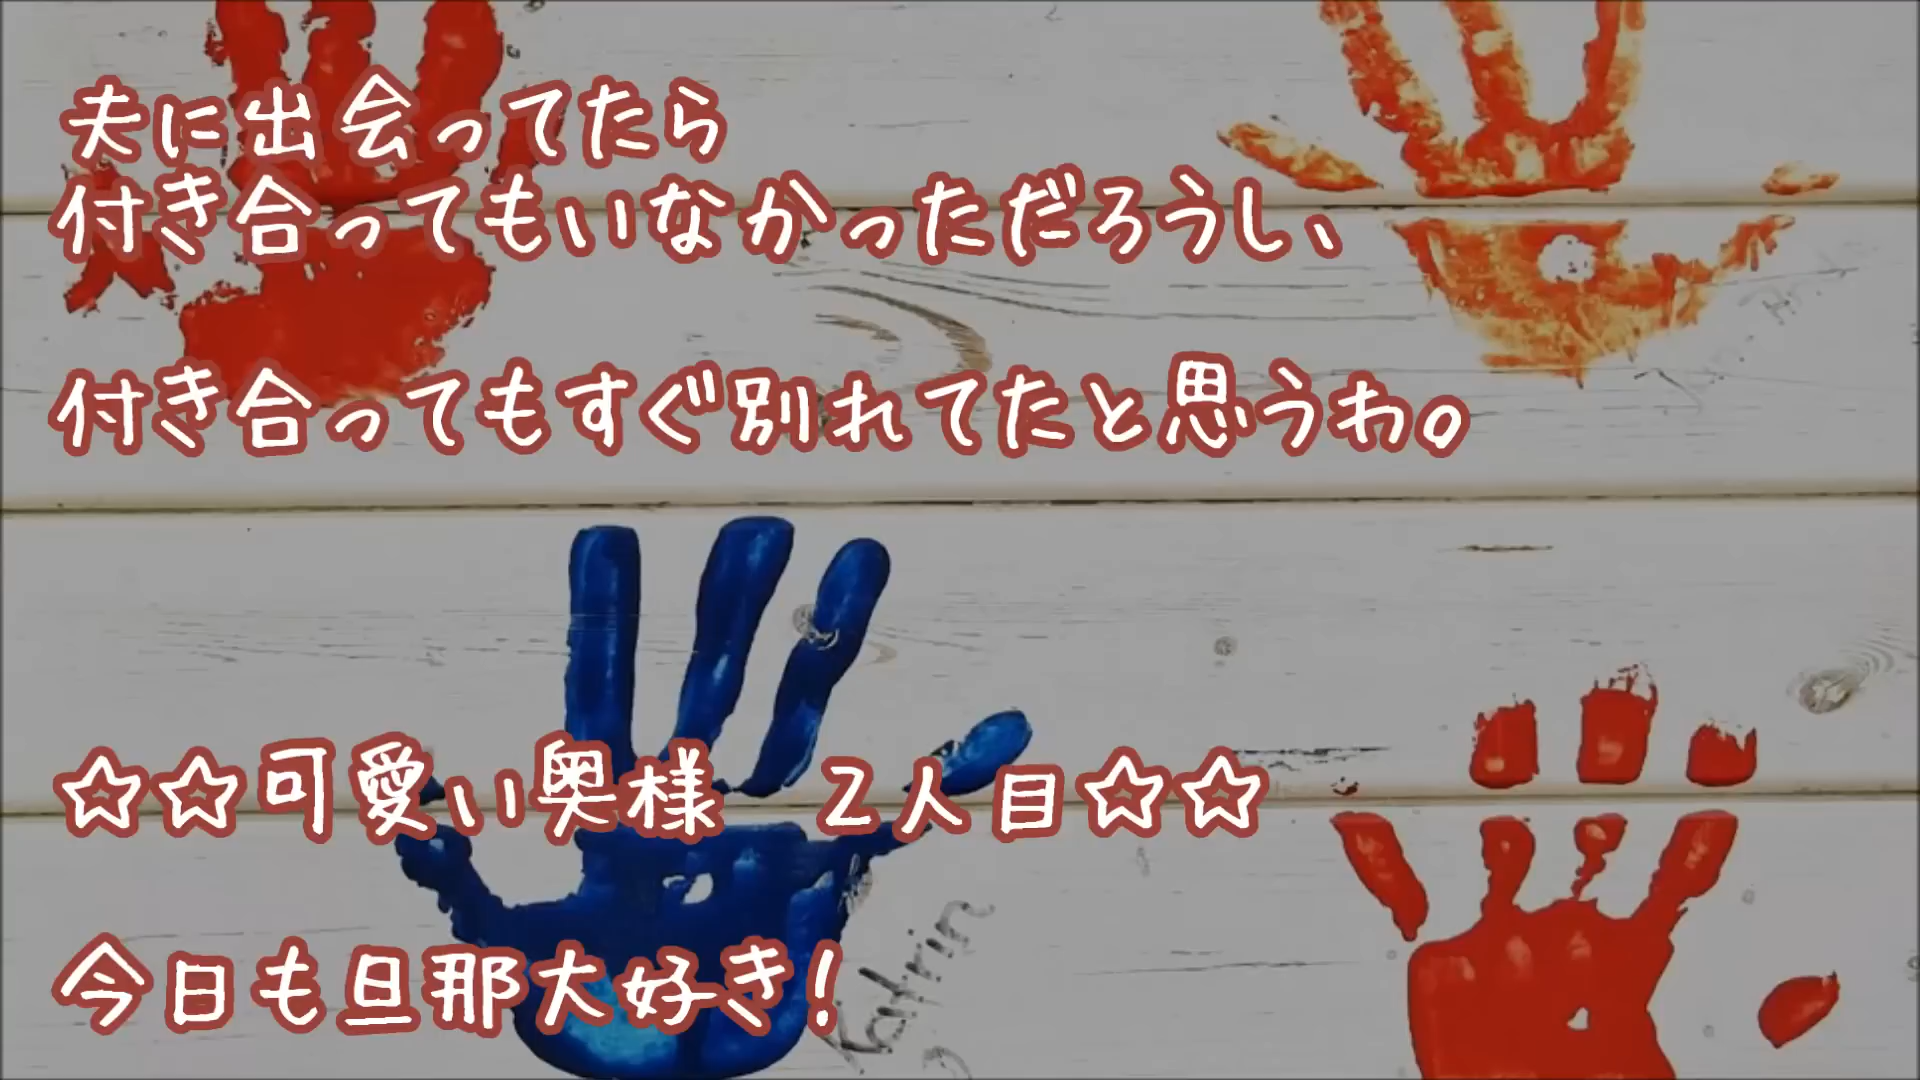 夫に出会ってたら
付き合ってもいなかっただろうし、
付き合ってもすぐ別れてたと思うわ。
☆☆可愛い奥様　２人目☆☆
今日も旦那大好き！
Katrin